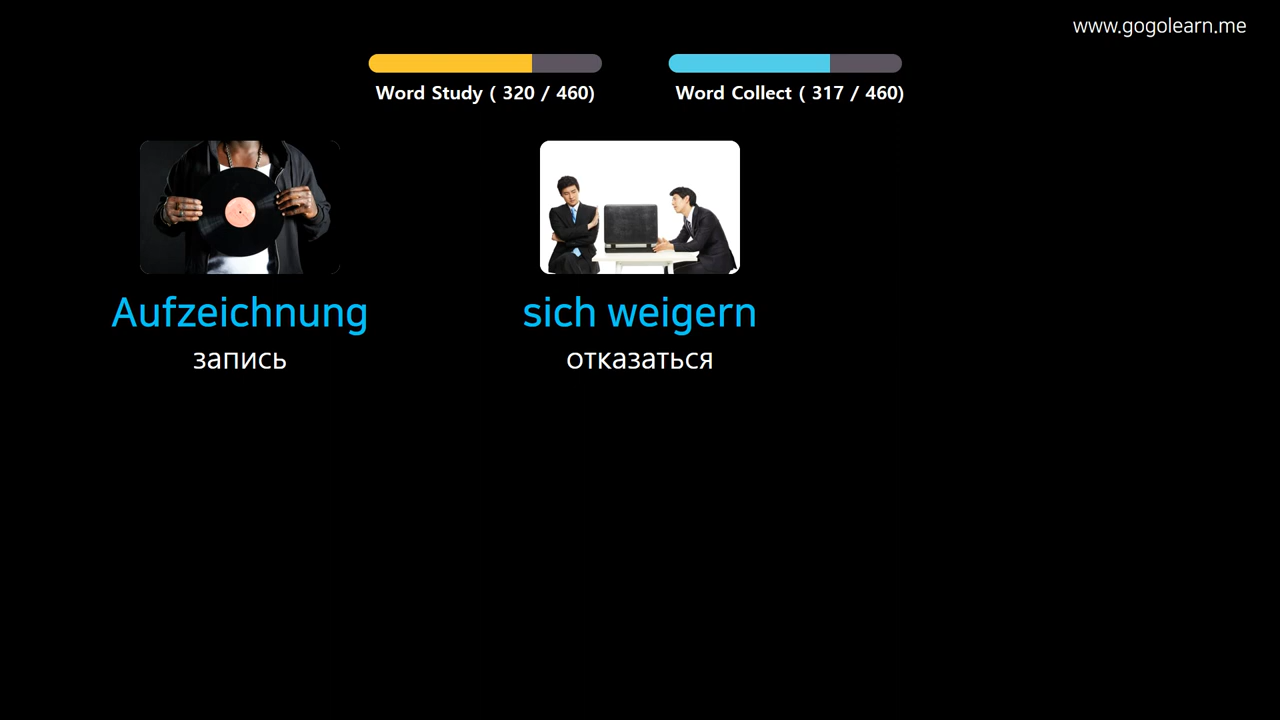 www.gogolearn.me
Word Study ( 320 / 460)
Word Collect ( 317 / 460)
Aufzeichnung
запись
sich weigern
отказаться